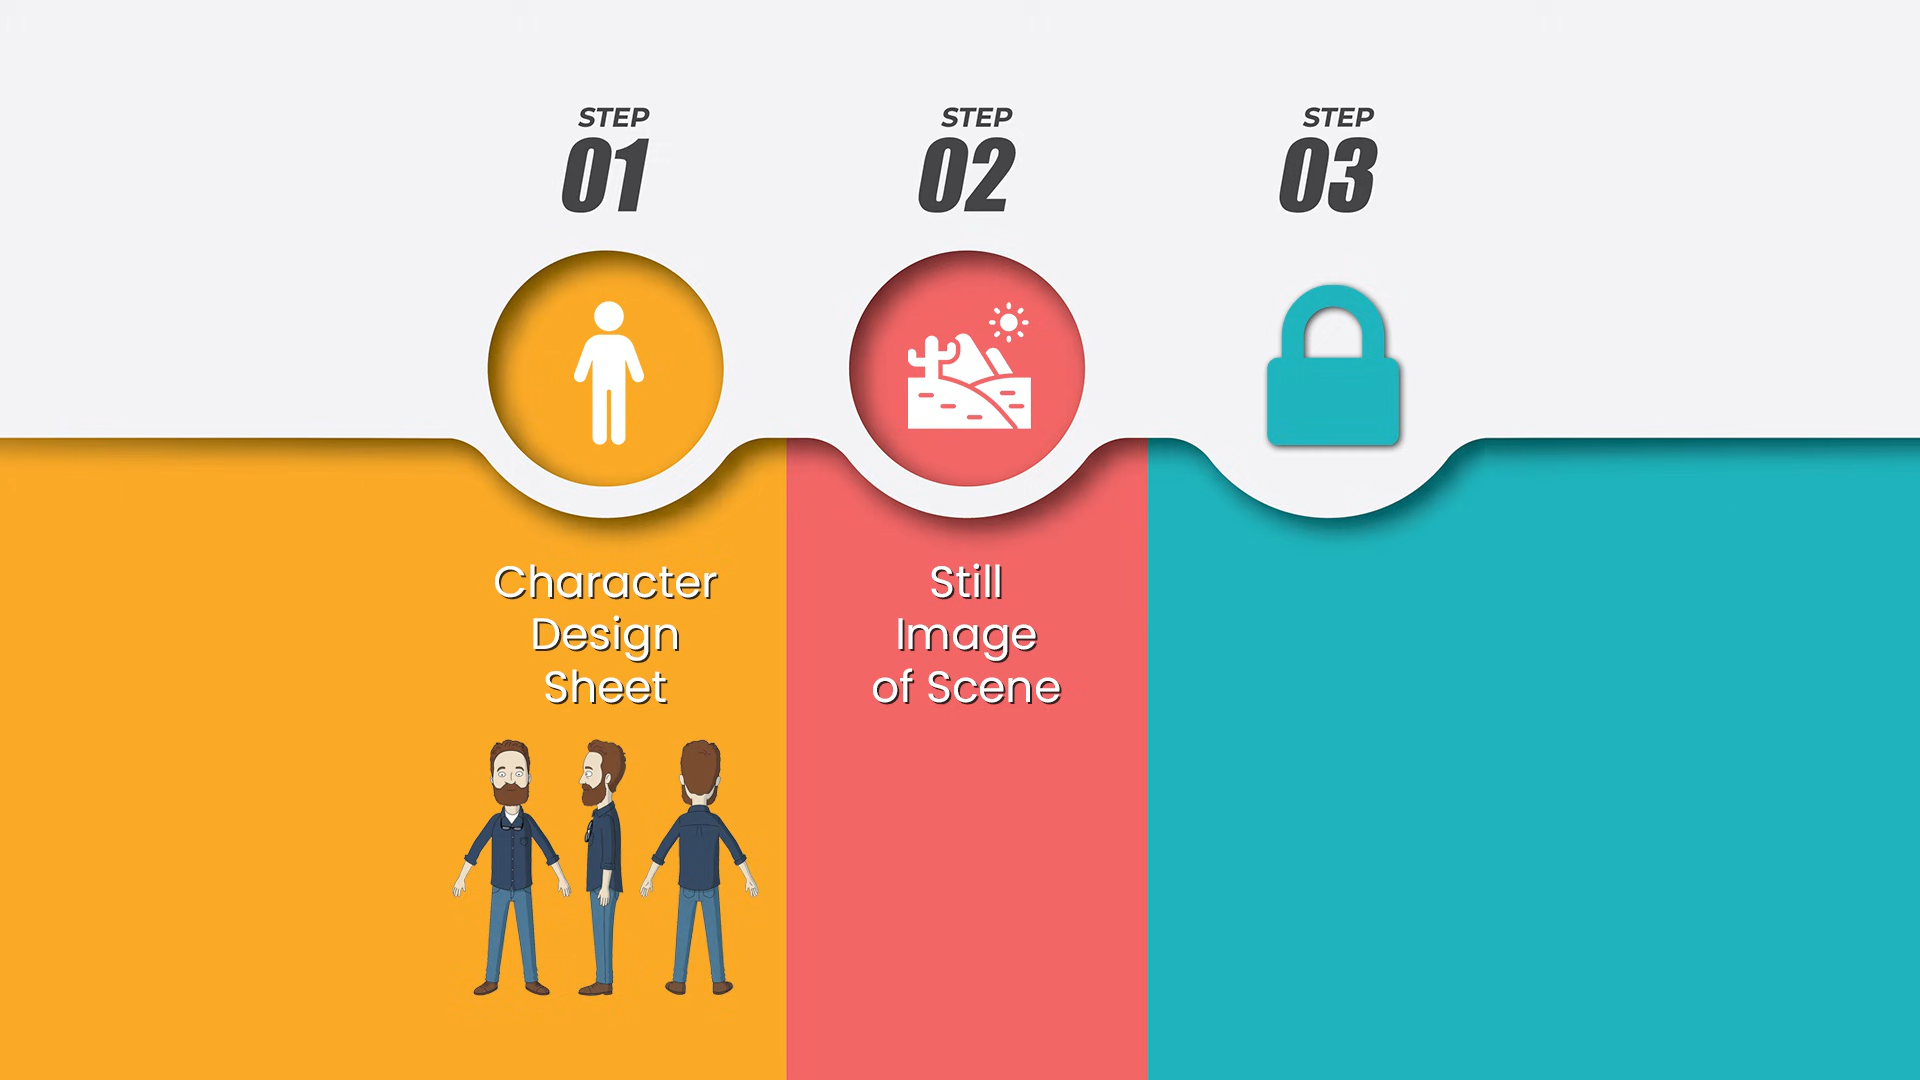 STEP
01
STEP
02
STEP
03
Character
Design
Sheet
Still
Image
of Scene